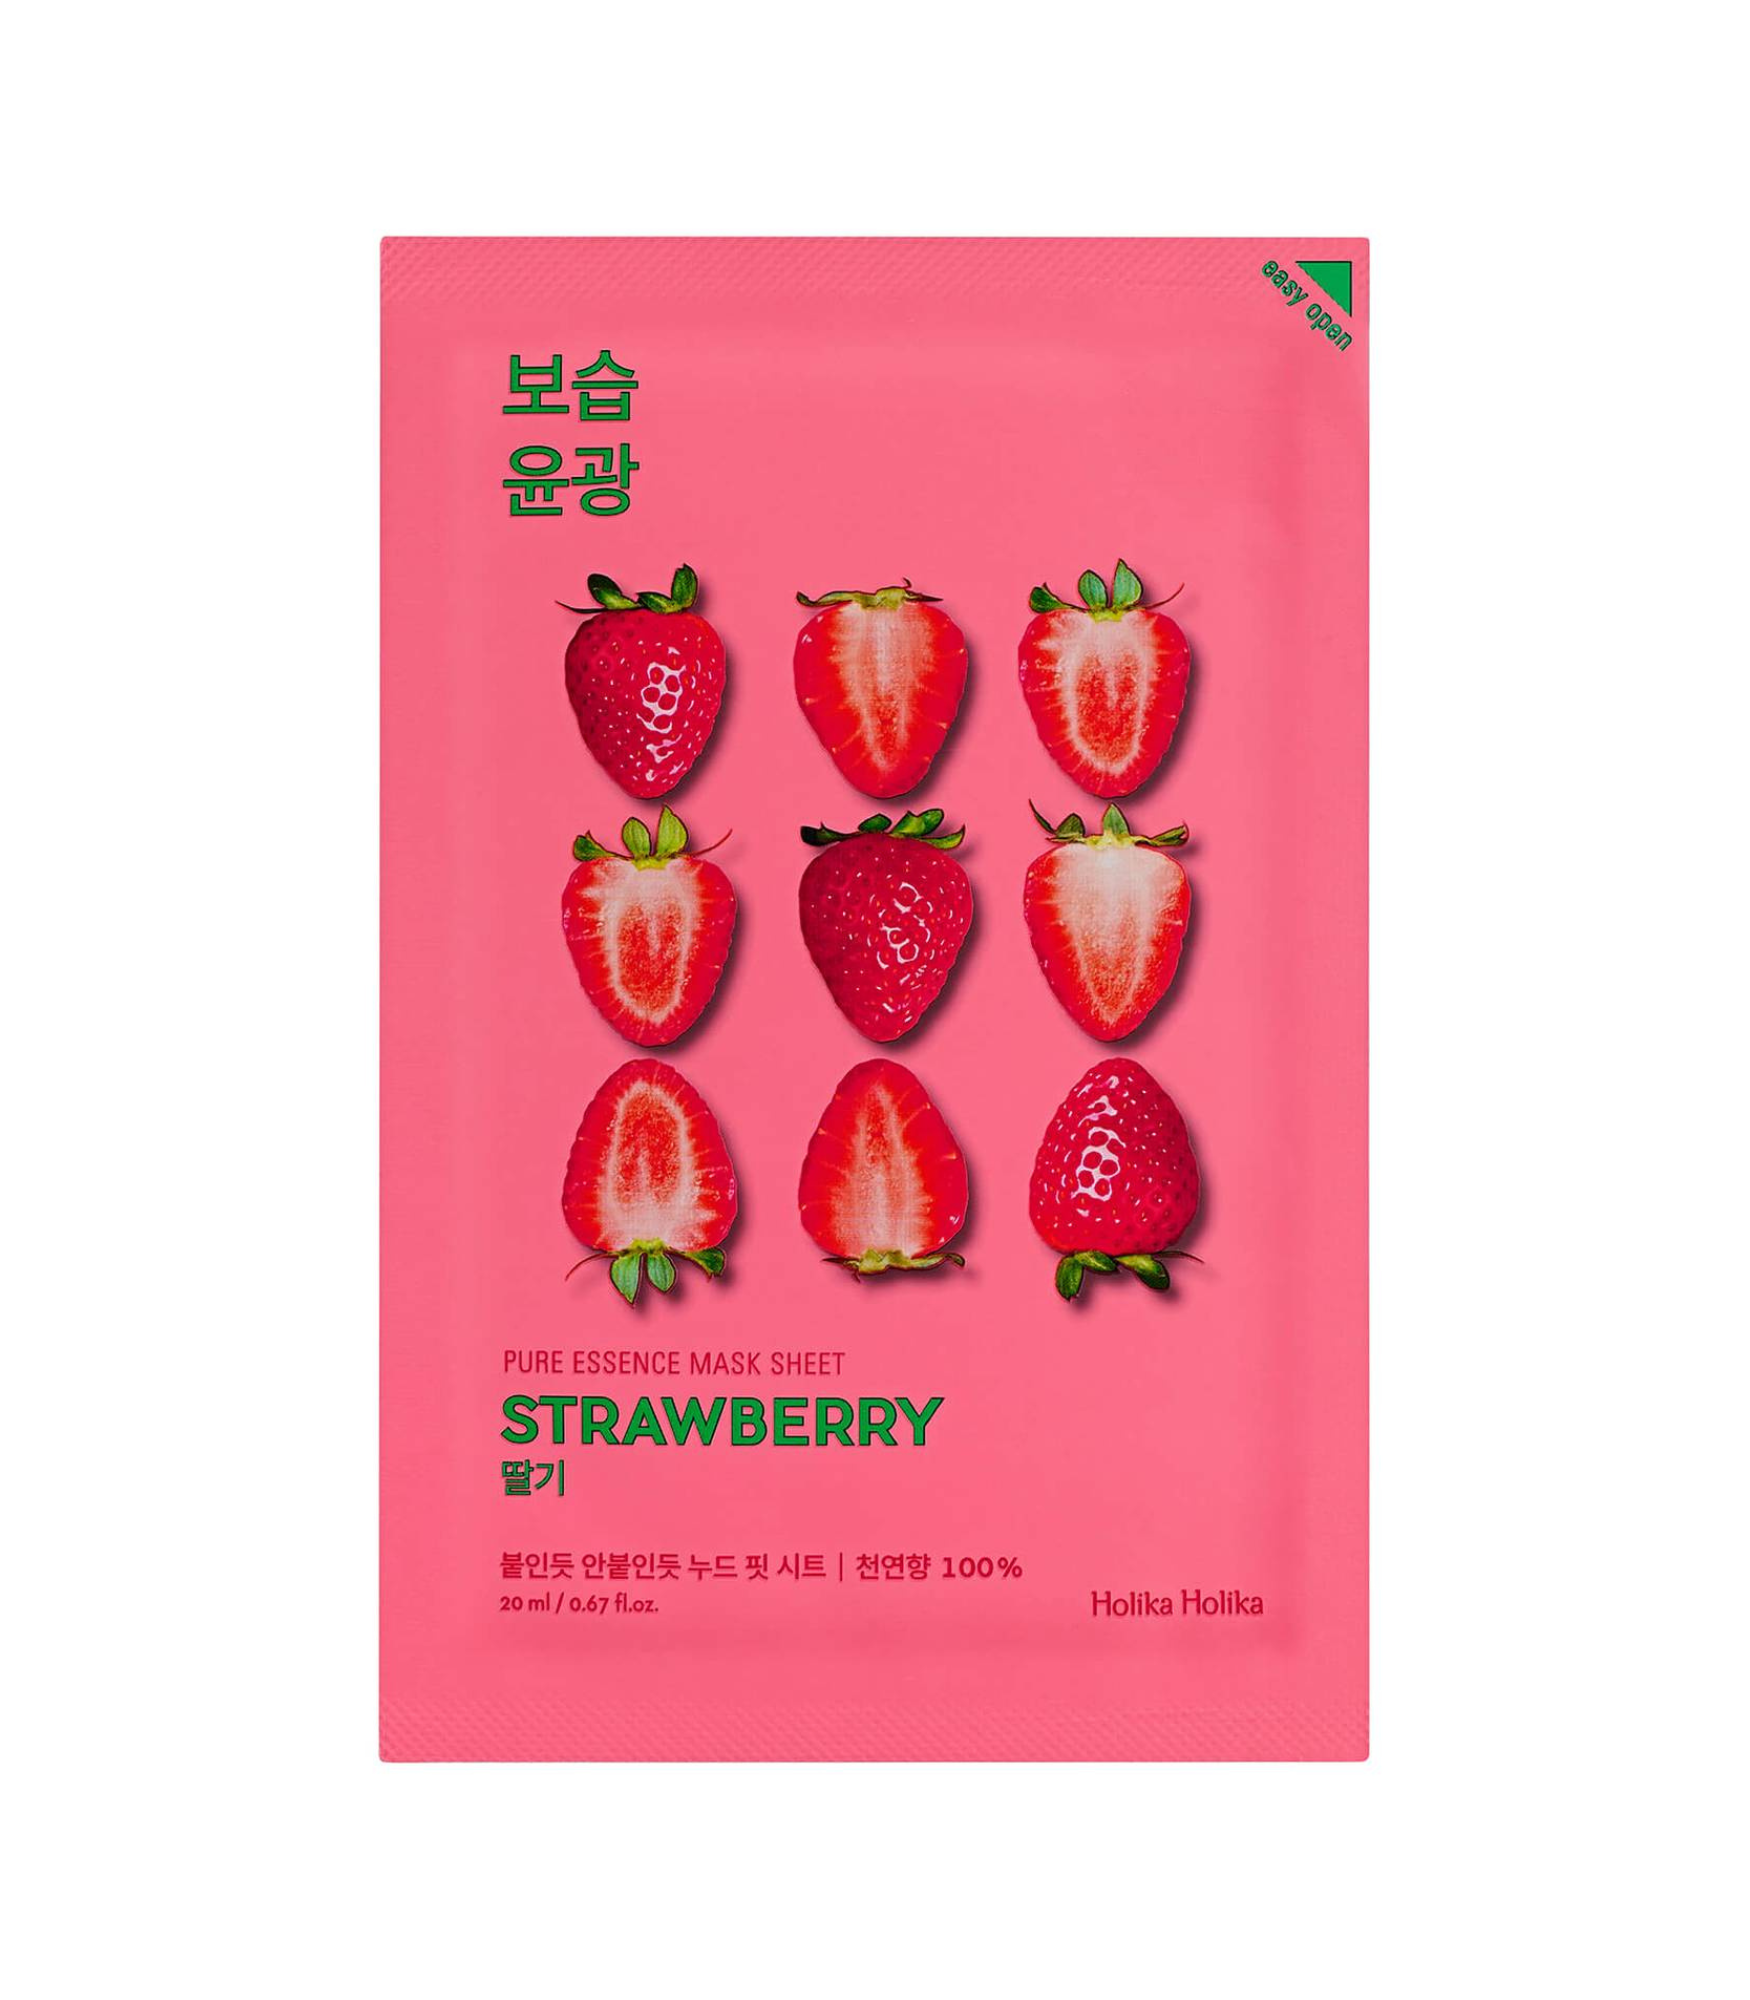 easy open
보습
윤광
PURE ESSENCE MASK SHEET
STRAWBERRY
딸기
붙인듯 안붙인듯 누드 핏 시트 | 천연향 100%
20 ml / 0.67 fl.oz.
Holika Holika